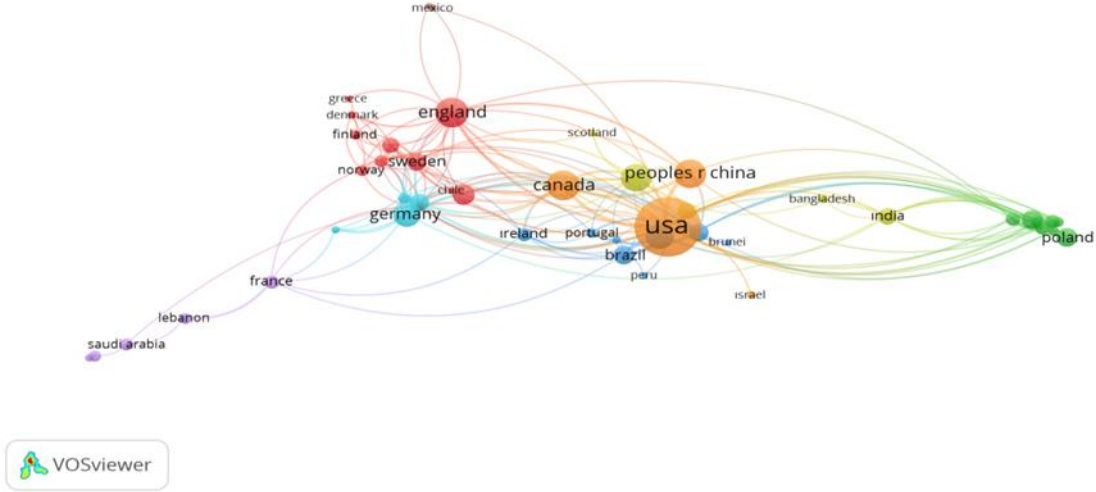 mexico
greece
england
denmark
finland
scotland
norway
sweden
peoples r china
canada
chile
bangladesh
germany
india
usa
ireland
portugal
poland
brunei
brazil
peru
france
israel
lebanon
saudi arabia
VOSviewer